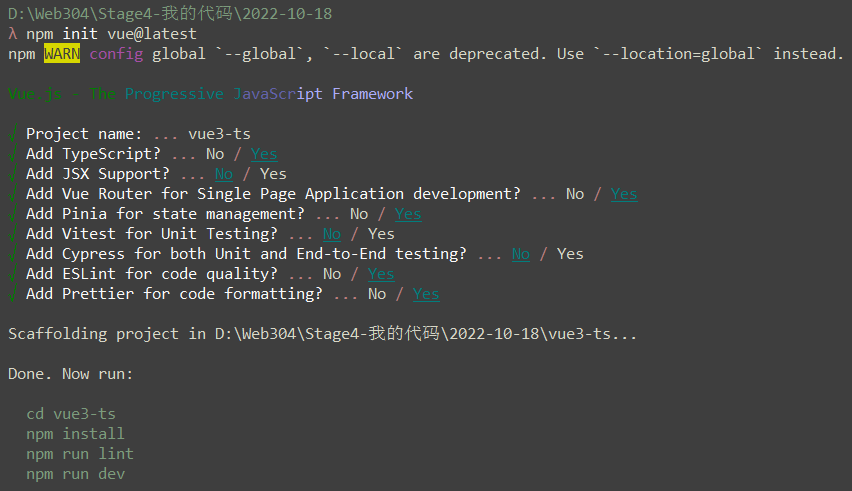 D:\Web304\Stage4-我的代码\2022-10-18
λ npm init vue@latest
npm WARN config global `--global`, `--local` are deprecated. Use `--location=global` instead.
Vue.js - The Progressive JavaScript Framework
√ Project name: ... vue3-ts
√ Add TypeScript? ... No / Yes
√ Add JSX Support? ... No / Yes
√ Add Vue Router for Single Page Application development? ... No / Yes
√ Add Pinia for state management? ... No / Yes
√ Add Vitest for Unit Testing? ... No / Yes
√ Add Cypress for both Unit and End-to-End testing? ... No / Yes
√ Add ESLint for code quality? ... No / Yes
√ Add Prettier for code formatting? ... No / Yes
Scaffolding project in D:\Web304\Stage4-我的代码\2022-10-18\vue3-ts...
Done. Now run:
cd vue3-ts
npm install
npm run lint
npm run dev